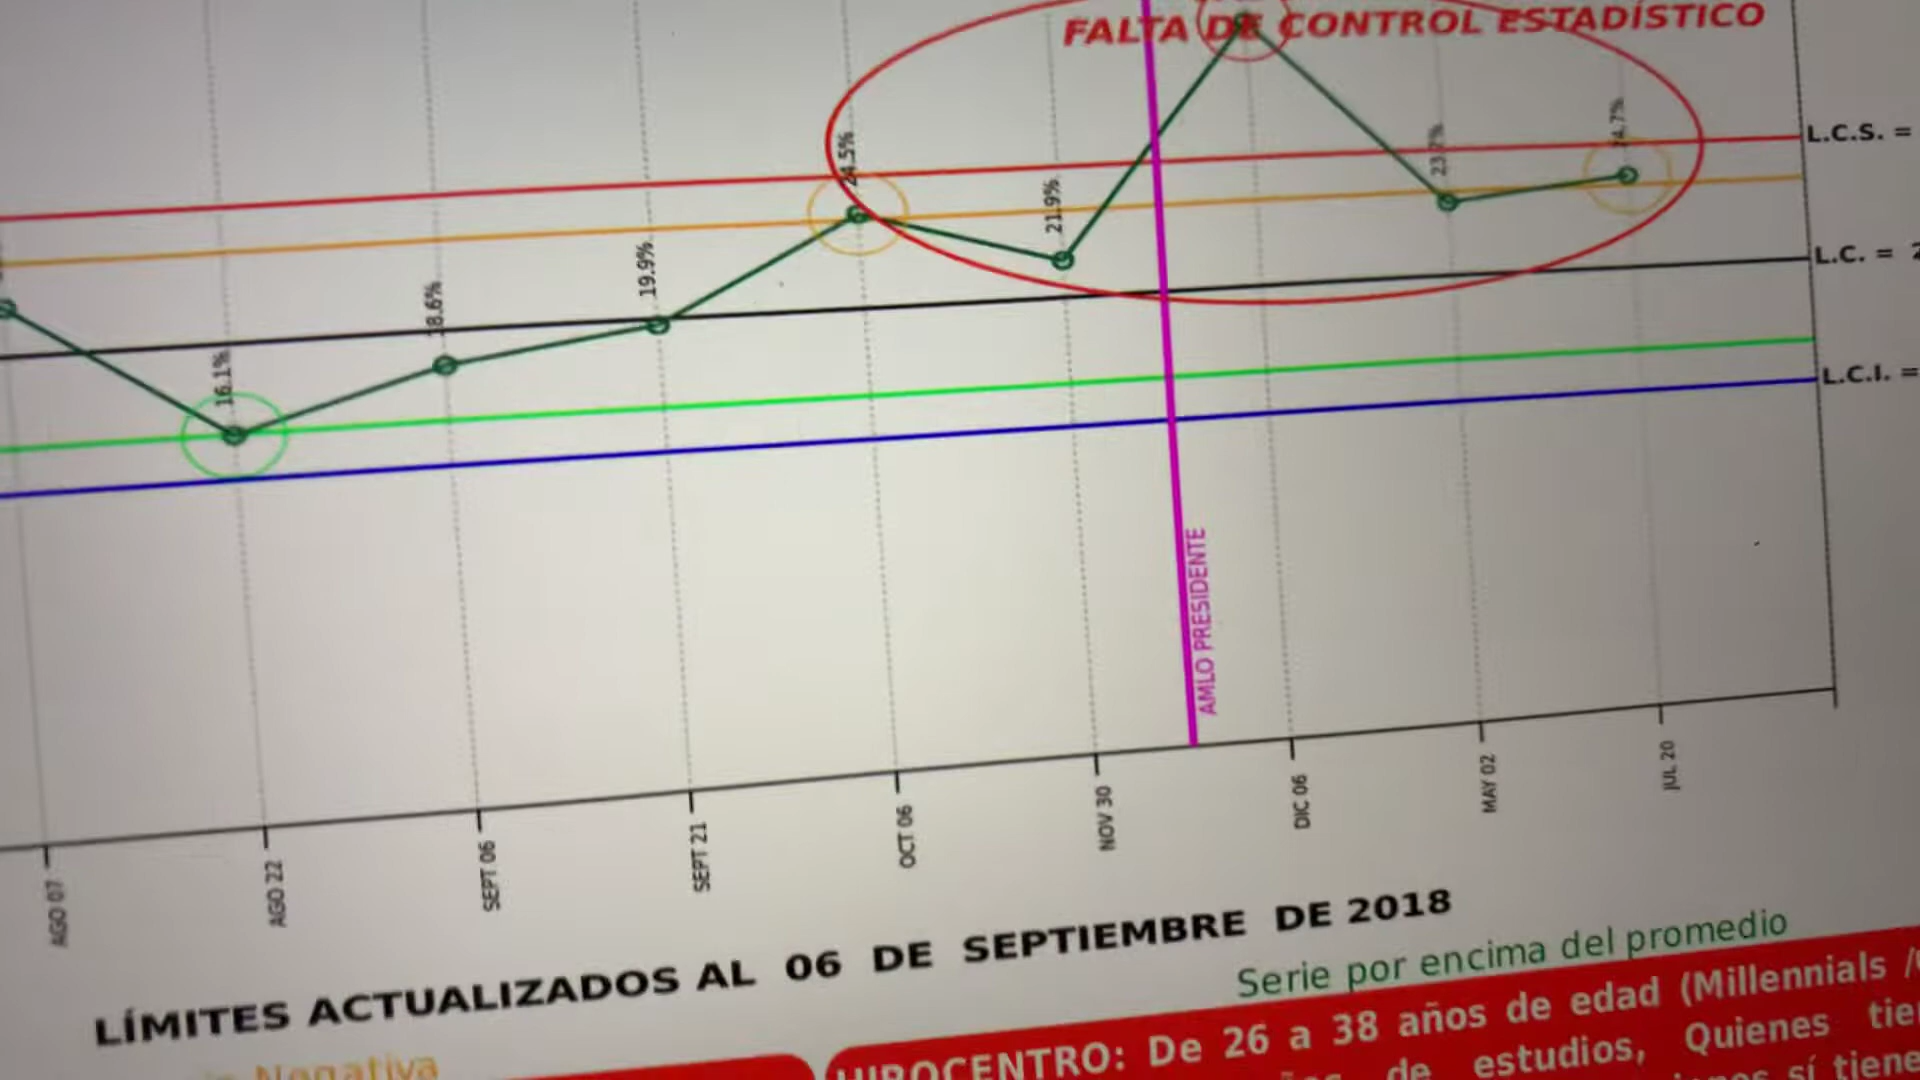 FALTA DE CONTROL ESTADÍSTICO
L.C.S. =
24.5%
21.9%
24.7%
L.C. = 2
19.9%
18.6%
16.1%
L.C.I. =
AMLO PRESIDENTE
AGO 07
AGO 22
SEPT 06
SEPT 21
OCT 06
NOV 30
DIC 06
MAY 02
JUL 20
LÍMITES ACTUALIZADOS AL 06 DE SEPTIEMBRE DE 2018
Serie por encima del promedio
Negativa
De 26 a 38 años de edad (Millennials /
de estudios, Quienes
sí